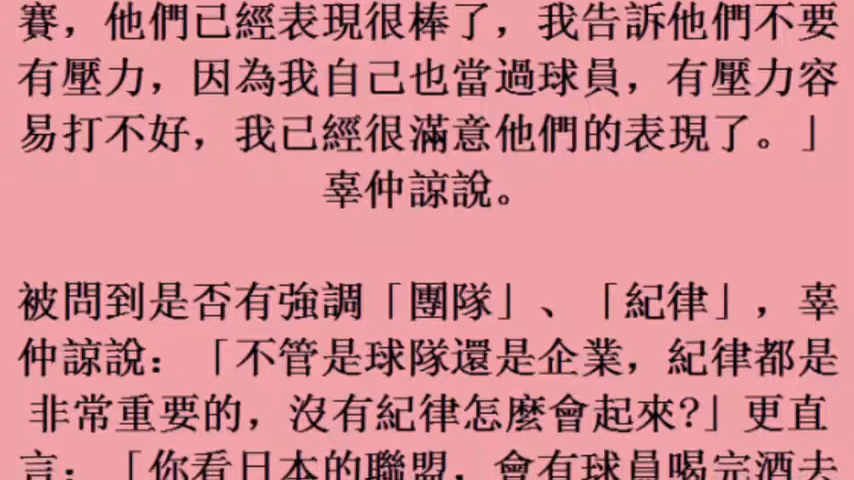 賽，他們已經表現很棒了，我告訴他們不要
有壓力，因為我自己也當過球員，有壓力容
易打不好，我已經很滿意他們的表現了。」
辜仲諒說。
被問到是否有強調「團隊」、「紀律」，辜
仲諒說：「不管是球隊還是企業，紀律都是
非常重要的，沒有紀律怎麼會起來?」更直
言：「你看日本的聯盟，會有球員喝完酒去